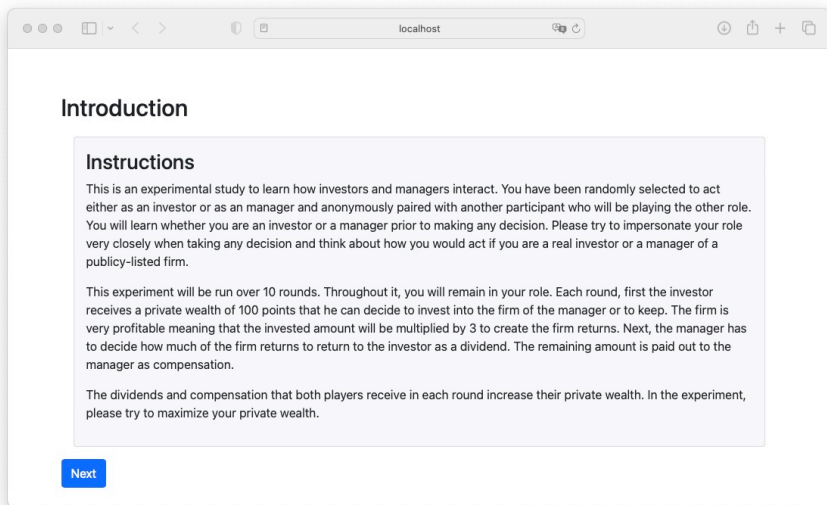 localhost
Introduction
Instructions
This is an experimental study to learn how investors and managers interact. You have been randomly selected to act
either as an investor or as an manager and anonymously paired with another participant who will be playing the other role.
You will learn whether you are an investor or a manager prior to making any decision. Please try to impersonate your role
very closely when taking any decision and think about how you would act if you are a real investor or a manager of a
publicly-listed firm.
This experiment will be run over 10 rounds. Throughout it, you will remain in your role. Each round, first the investor
receives a private wealth of 100 points that he can decide to invest into the firm of the manager or to keep. The firm is
very profitable meaning that the invested amount will be multiplied by 3 to create the firm returns. Next, the manager has
to decide how much of the firm returns to return to the investor as a dividend. The remaining amount is paid out to the
manager as compensation.
The dividends and compensation that both players receive in each round increase their private wealth. In the experiment,
please try to maximize your private wealth.
Next